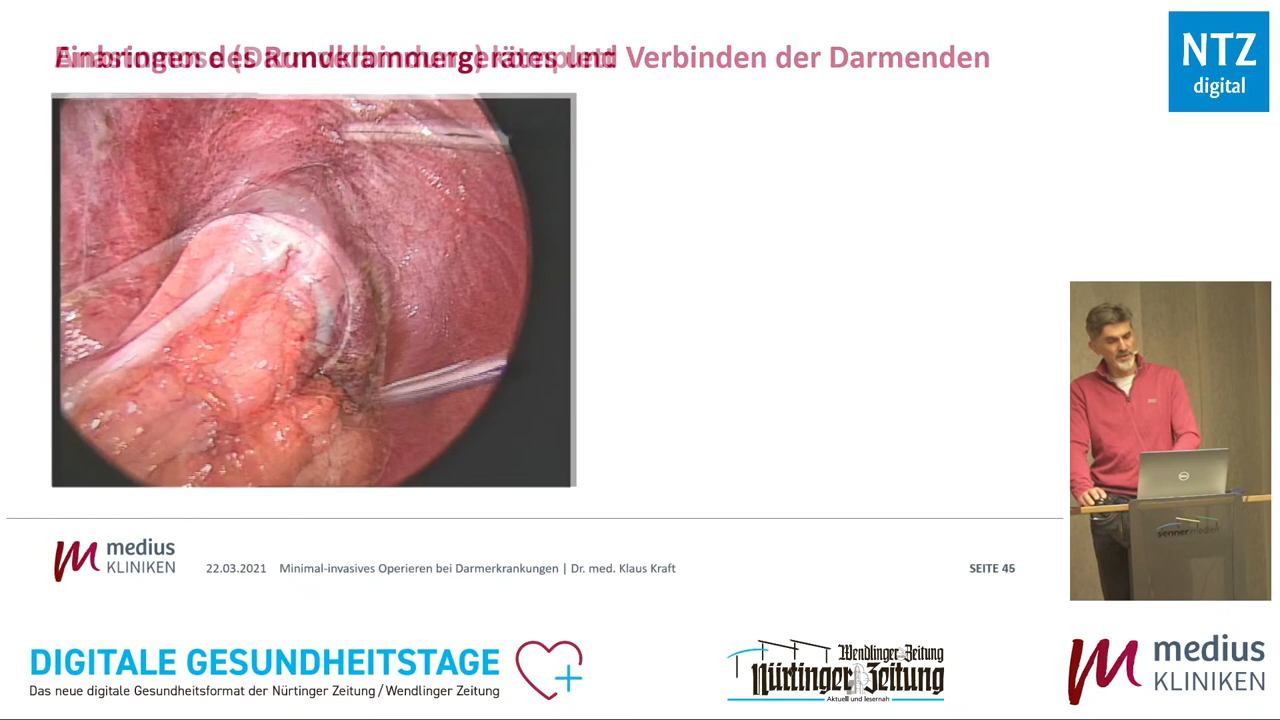 Einbringen des Rundklammergerätes und Verbinden der Darmenden
NTZ
digital
medius
KLINIKEN
22.03.2021 Minimal-invasives Operieren bei Darmerkrankungen | Dr. med. Klaus Kraft
SEITE 45
DELL
DIGITALE GESUNDHEITSTAGE
Das neue digitale Gesundheitsformat der Nürtinger Zeitung / Wendlinger Zeitung
Wendlinger Zeitung
Nürtinger Zeitung
Aktuell und lesernah
medius
KLINIKEN